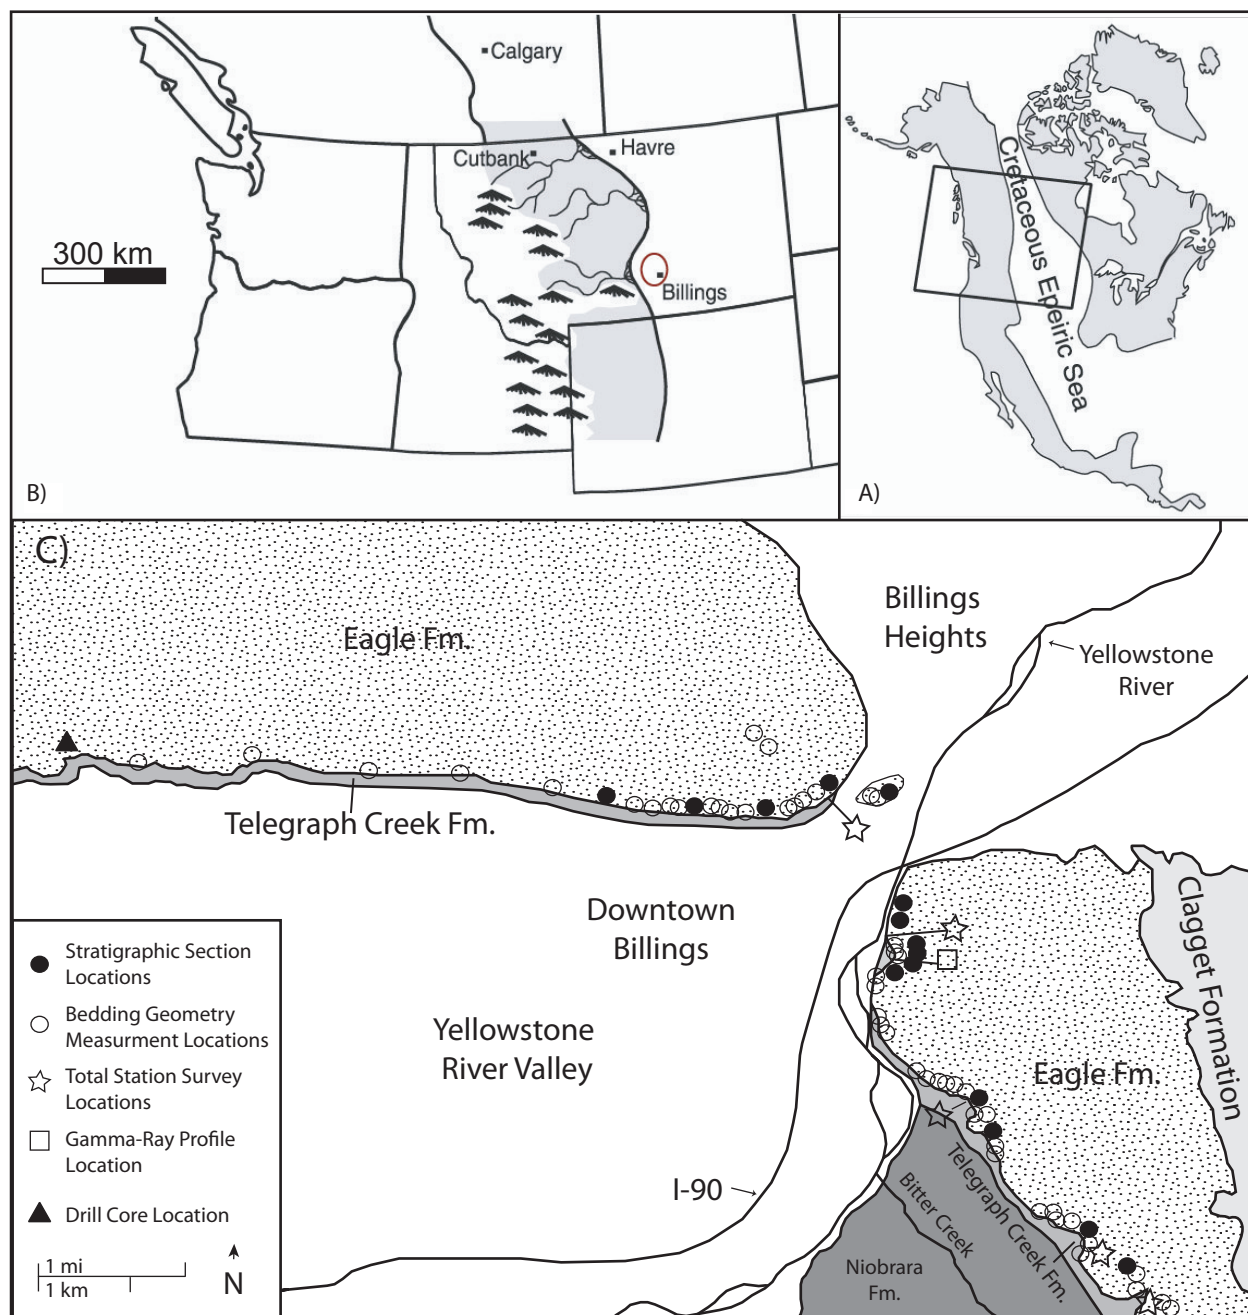 Calgary
Cutbank
Havre
300 km
Billings
B)
Cretaceous Epeiric Sea
A)
C)
Eagle Fm.
Billings
Heights
Yellowstone
River
Telegraph Creek Fm.
Downtown
Billings
Yellowstone
River Valley
Clagget Formation
Eagle Fm.
I-90
Telegraph Creek Fm.
Bitter Creek
Niobrara
Fm.
Stratigraphic Section
Locations
Bedding Geometry
Measurment Locations
Total Station Survey
Locations
Gamma-Ray Profile
Location
Drill Core Location
1 mi
1 km
N